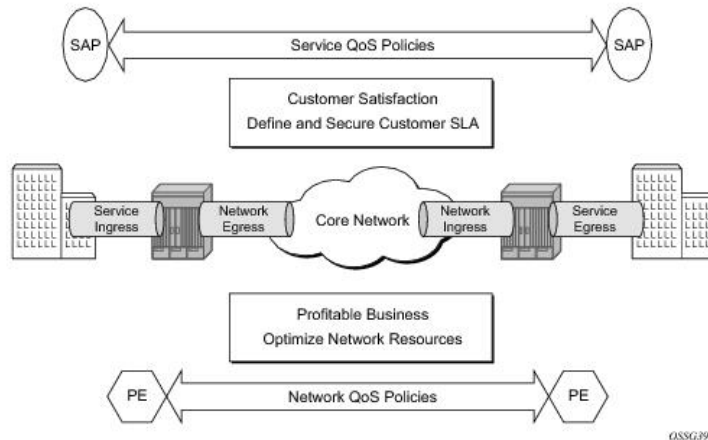 SAP
Service QoS Policies
SAP
Customer Satisfaction
Define and Secure Customer SLA
Service
Ingress
Network
Egress
Core Network
Network
Ingress
Service
Egress
Profitable Business
Optimize Network Resources
PE
Network QoS Policies
PE
OSSG39